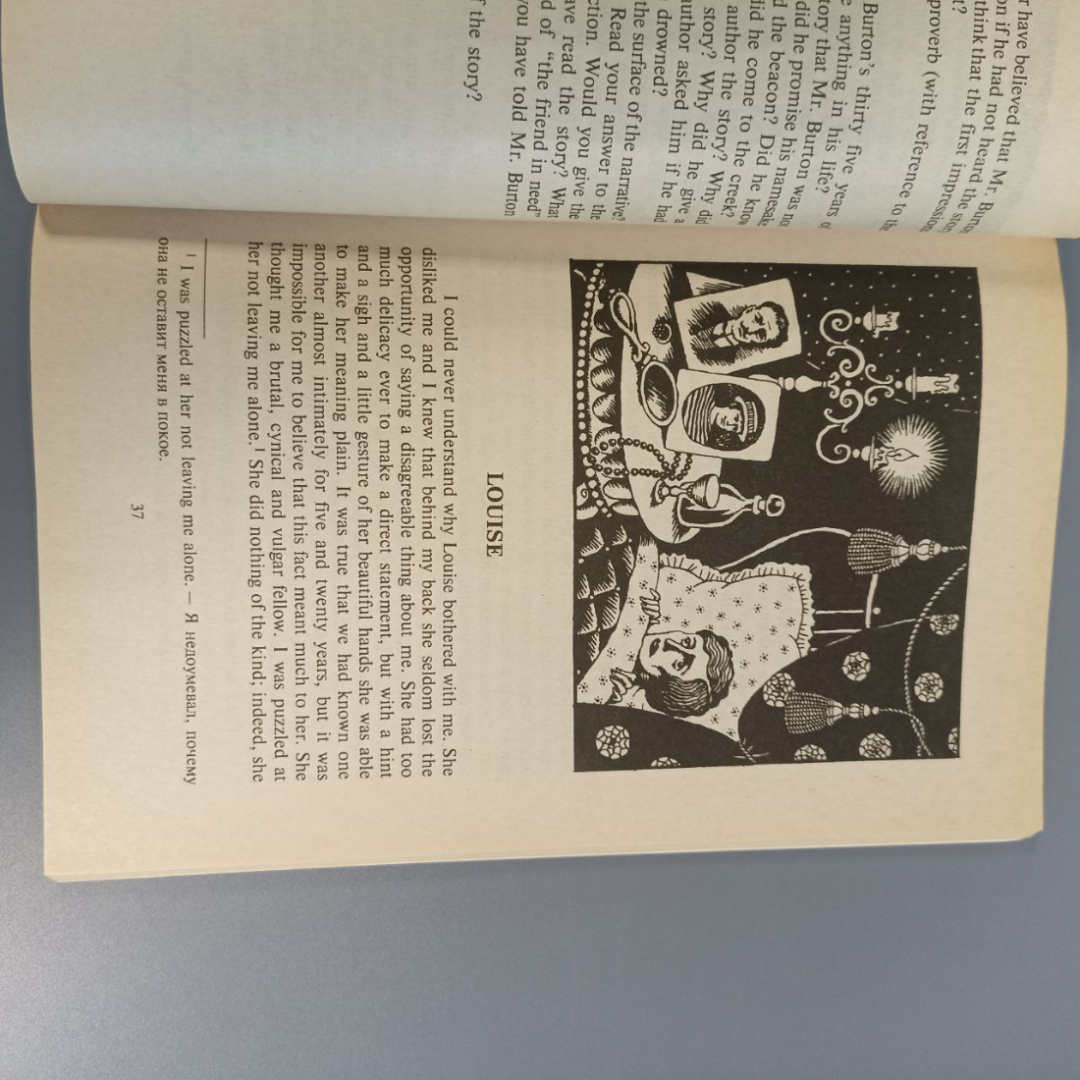 r have believed that Mr. Burto
on if he had not heard the story
think that the first impression
t?
proverb (with reference to the
Burton's thirty five years of
e anything in his life?
tory that Mr. Burton was no
did he promise his namesake
d the beacon? Did he know
did he come to the creek?
author the story? Why did
story? Why did he give a
author asked him if he had
drowned?
the surface of the narrative?
Read your answer to the
ction. Would you give the
ave read the story? What
d of "the friend in need"
you have told Mr. Burton
f the story?
LOUISE
I could never understand why Louise bothered with me. She
disliked me and I knew that behind my back she seldom lost the
opportunity of saying a disagreeable thing about me. She had too
much delicacy ever to make a direct statement, but with a hint
and a sigh and a little gesture of her beautiful hands she was able
to make her meaning plain. It was true that we had known one
another almost intimately for five and twenty years, but it was
impossible for me to believe that this fact meant much to her. She
thought me a brutal, cynical and vulgar fellow. I was puzzled at
her not leaving me alone.¹ She did nothing of the kind; indeed, she
¹ I was puzzled at her not leaving me alone. — Я недоумевал, почему
она не оставит меня в покое.
37